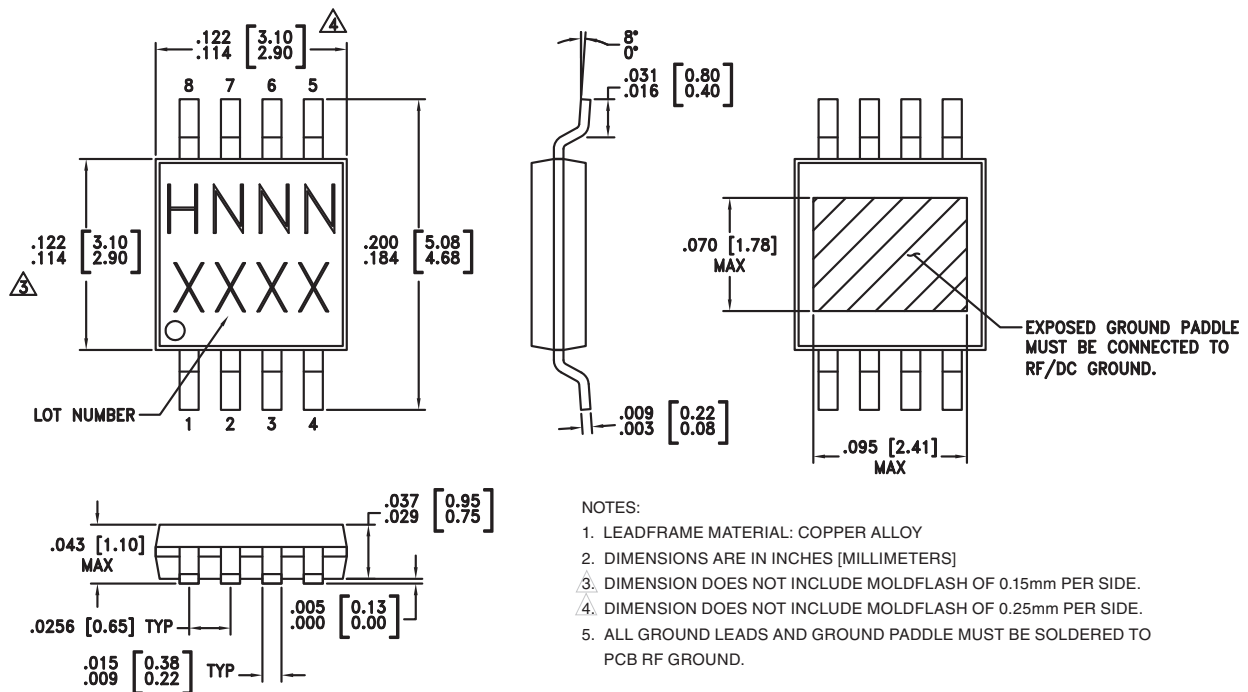 .122 [3.10]
.114 [2.90]
4
8 7 6 5
HNNN
XXXX
.122 [3.10]
.114 [2.90]
3
.200 [5.08]
.184 [4.68]
LOT NUMBER
1 2 3 4
8°
0°
.031 [0.80]
.016 [0.40]
.009 [0.22]
.003 [0.08]
.070 [1.78]
MAX
EXPOSED GROUND PADDLE
MUST BE CONNECTED TO
RF/DC GROUND.
.095 [2.41]
MAX
.043 [1.10]
MAX
.037 [0.95]
.029 [0.75]
.0256 [0.65] TYP
.005 [0.13]
.000 [0.00]
.015 [0.38]
.009 [0.22] TYP
NOTES:
1. LEADFRAME MATERIAL: COPPER ALLOY
2. DIMENSIONS ARE IN INCHES [MILLIMETERS]
3. DIMENSION DOES NOT INCLUDE MOLDFLASH OF 0.15mm PER SIDE.
4. DIMENSION DOES NOT INCLUDE MOLDFLASH OF 0.25mm PER SIDE.
5. ALL GROUND LEADS AND GROUND PADDLE MUST BE SOLDERED TO
PCB RF GROUND.